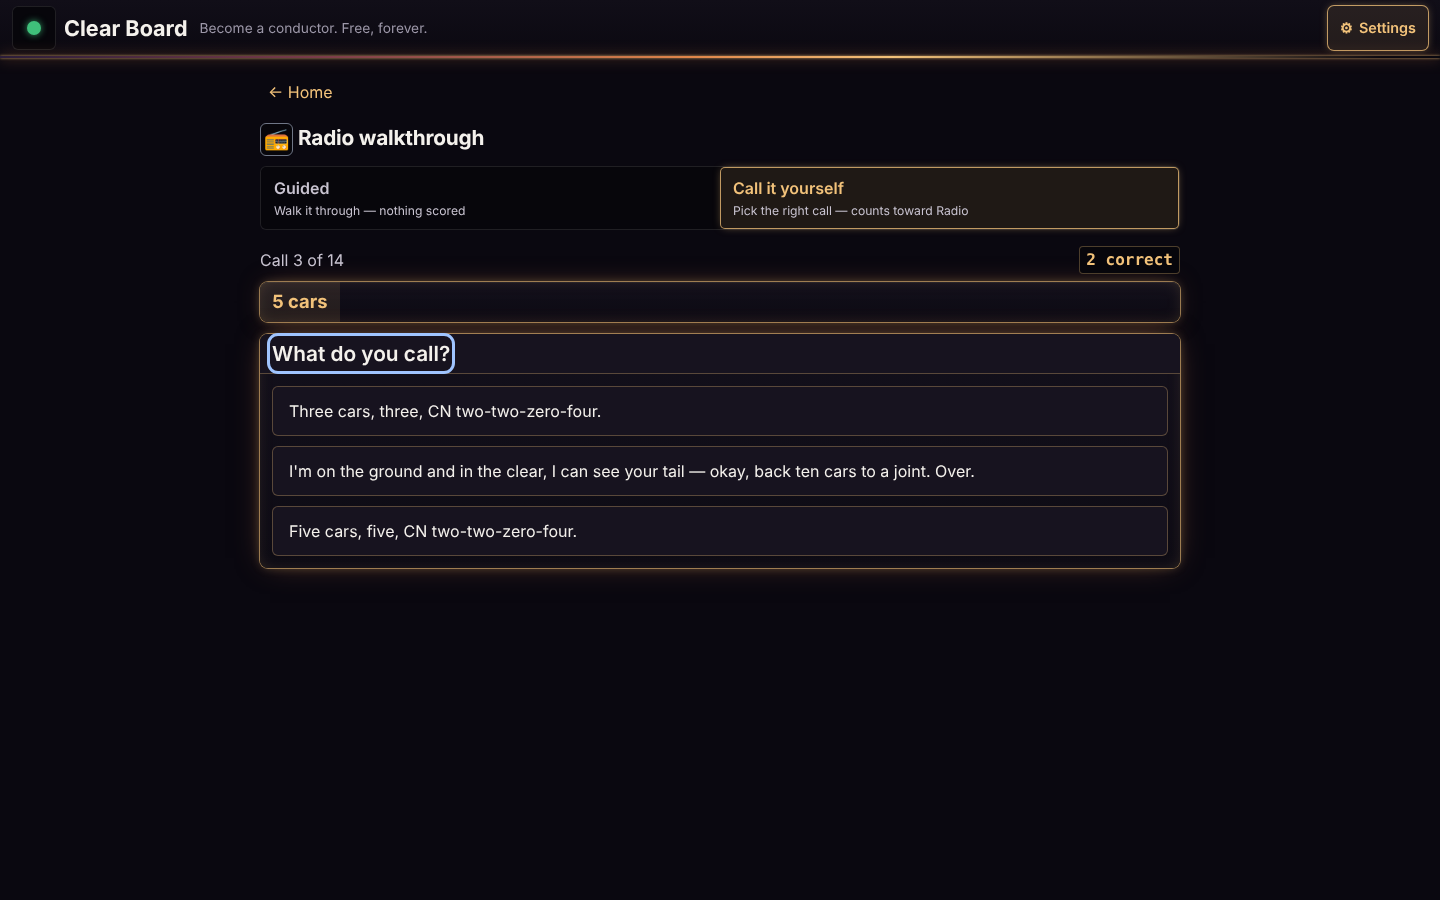 Clear Board Become a conductor. Free, forever. ⚙ Settings
← Home
Radio walkthrough
Guided
Walk it through — nothing scored
Call it yourself
Pick the right call — counts toward Radio
Call 3 of 14
2 correct
5 cars
What do you call?
Three cars, three, CN two-two-zero-four.
I'm on the ground and in the clear, I can see your tail — okay, back ten cars to a joint. Over.
Five cars, five, CN two-two-zero-four.